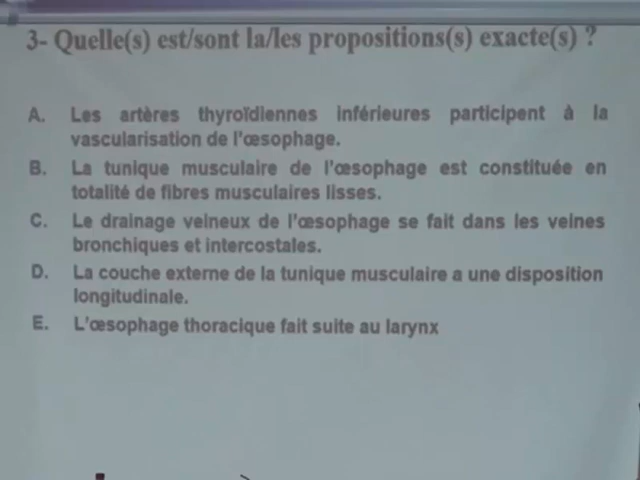 3- Quelle(s) est/sont la/les propositions(s) exacte(s) ?
A. Les artères thyroïdiennes inférieures participent à la
vascularisation de l'œsophage.
B. La tunique musculaire de l'œsophage est constituée en
totalité de fibres musculaires lisses.
C. Le drainage veineux de l'œsophage se fait dans les veines
bronchiques et intercostales.
D. La couche externe de la tunique musculaire a une disposition
longitudinale.
E. L'œsophage thoracique fait suite au larynx